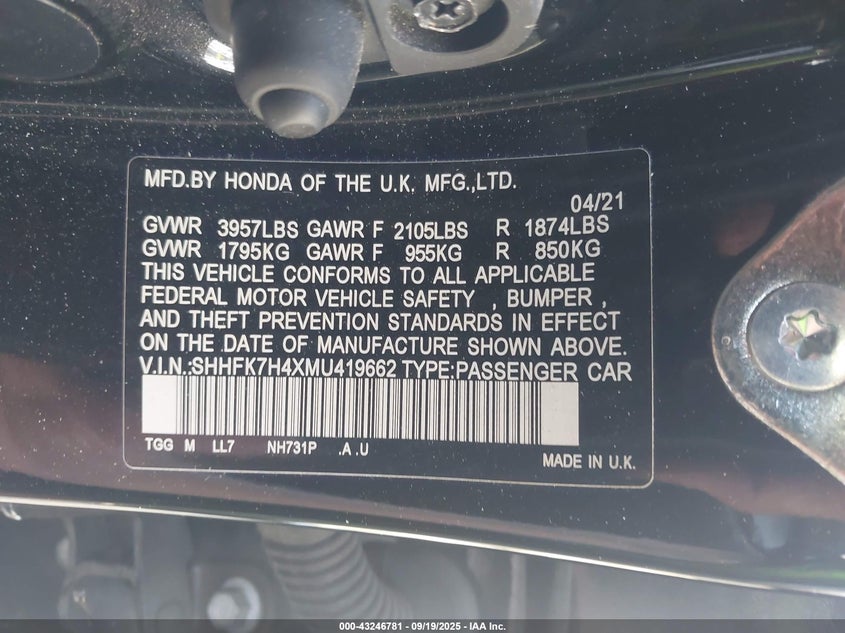 MFD.BY HONDA OF THE U.K. MFG.,LTD.
04/21
GVWR 3957LBS GAWR F 2105LBS R 1874LBS
GVWR 1795KG GAWR F 955KG R 850KG
THIS VEHICLE CONFORMS TO ALL APPLICABLE
FEDERAL MOTOR VEHICLE SAFETY , BUMPER ,
AND THEFT PREVENTION STANDARDS IN EFFECT
ON THE DATE OF MANUFACTURE SHOWN ABOVE.
V.I.N.:SHHFK7H4XMU419662 TYPE:PASSENGER CAR
TGG M LL7 NH731P .A .U
MADE IN U.K.
000-43246781 - 09/19/2025 - IAA Inc.